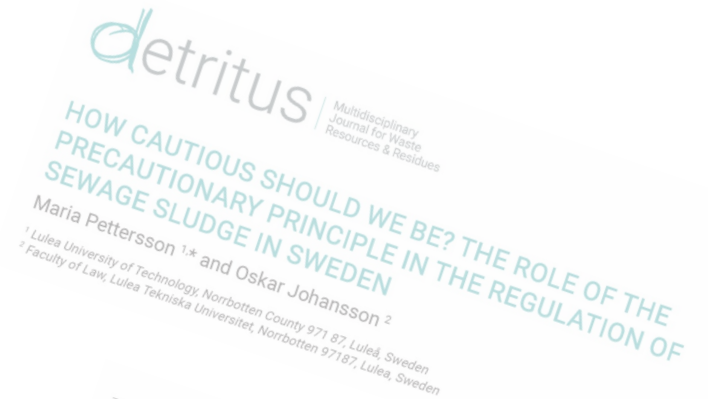 detritus
Multidisciplinary
Journal for Waste
Resources & Residues
HOW CAUTIOUS SHOULD WE BE? THE ROLE OF THE
PRECAUTIONARY PRINCIPLE IN THE REGULATION OF
SEWAGE SLUDGE IN SWEDEN
Maria Pettersson 1,* and Oskar Johansson 2
1 Lulea University of Technology, Norrbotten County 971 87, Luleå, Sweden
2 Faculty of Law, Lulea Tekniska Universitet, Norrbotten 97187, Lulea, Sweden